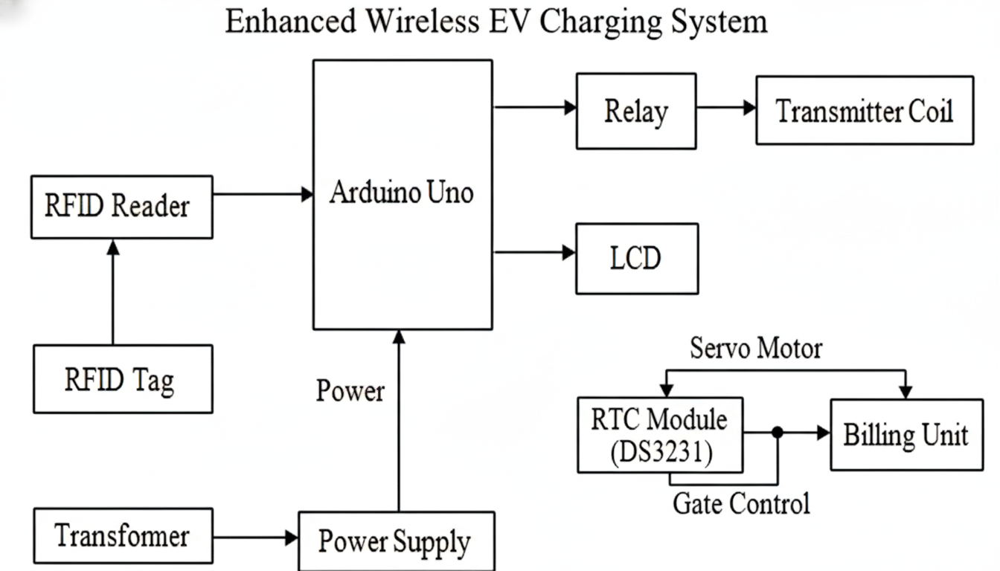 Enhanced Wireless EV Charging System
Relay
Transmitter Coil
Arduino Uno
RFID Reader
LCD
Servo Motor
RFID Tag
Power
RTC Module
(DS3231)
Billing Unit
Gate Control
Transformer
Power Supply